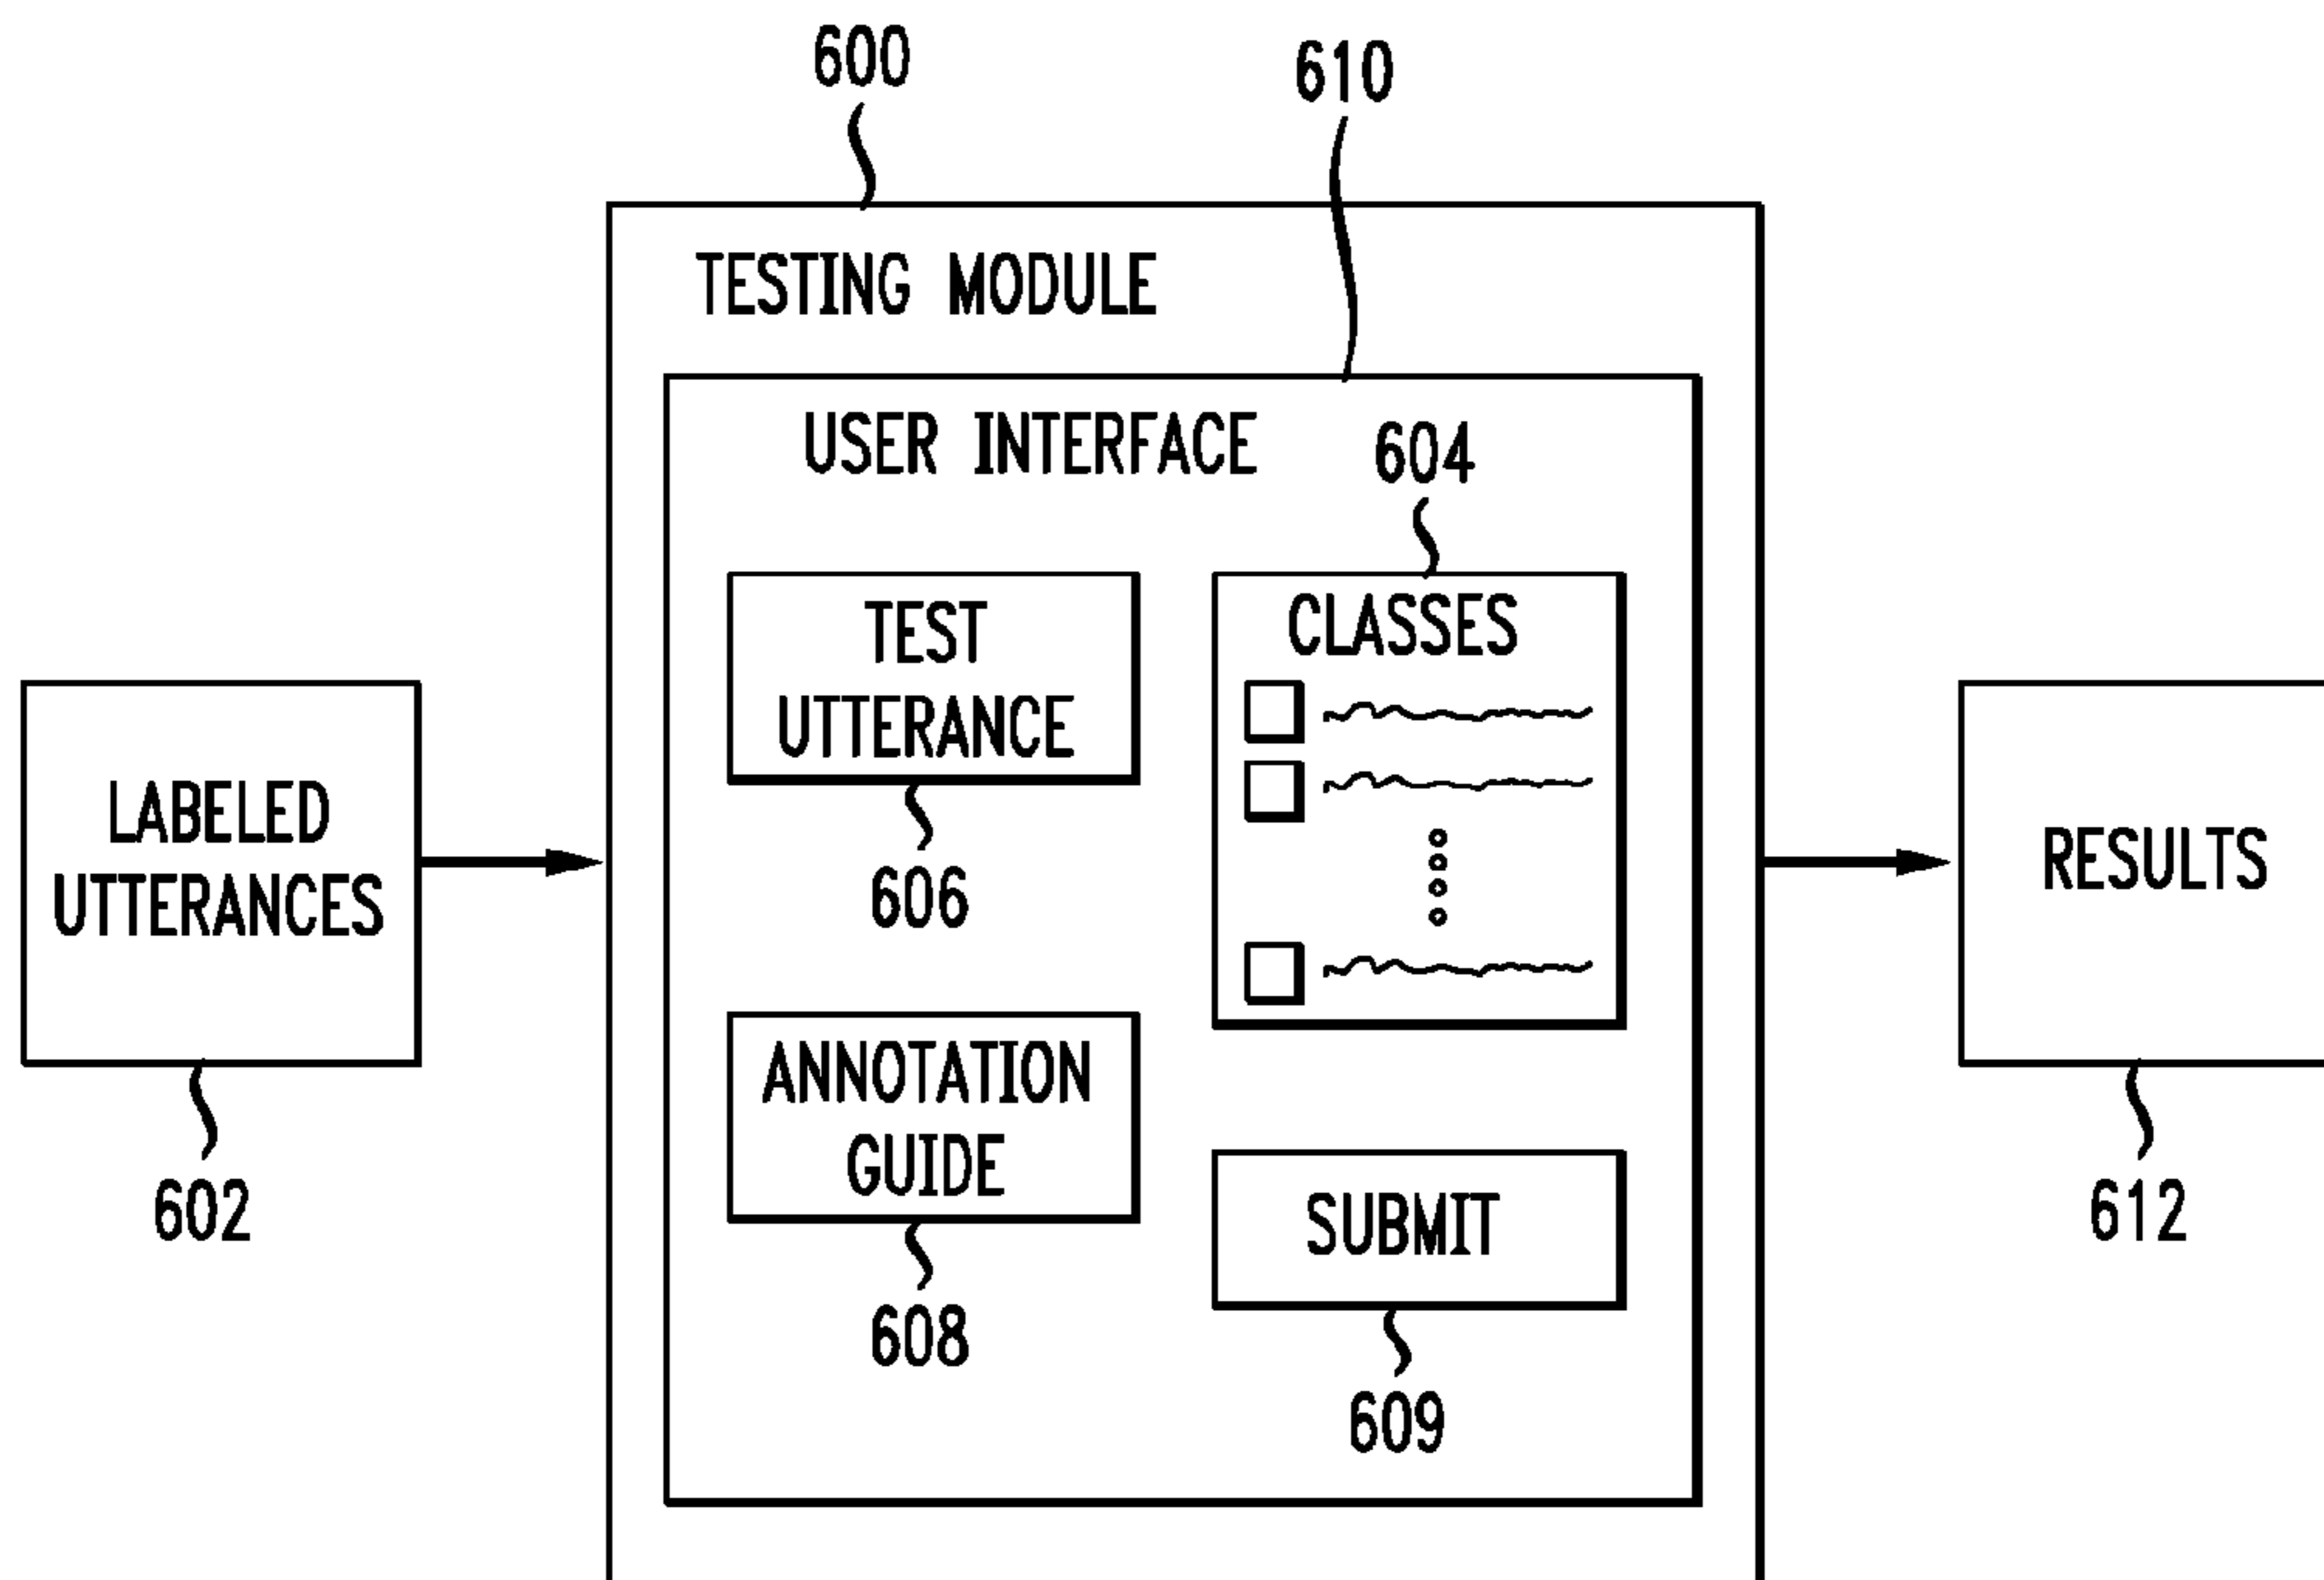 600
610
TESTING MODULE
USER INTERFACE
604
TEST
UTTERANCE
606
CLASSES
LABELED
UTTERANCES
602
ANNOTATION
GUIDE
608
SUBMIT
609
RESULTS
612